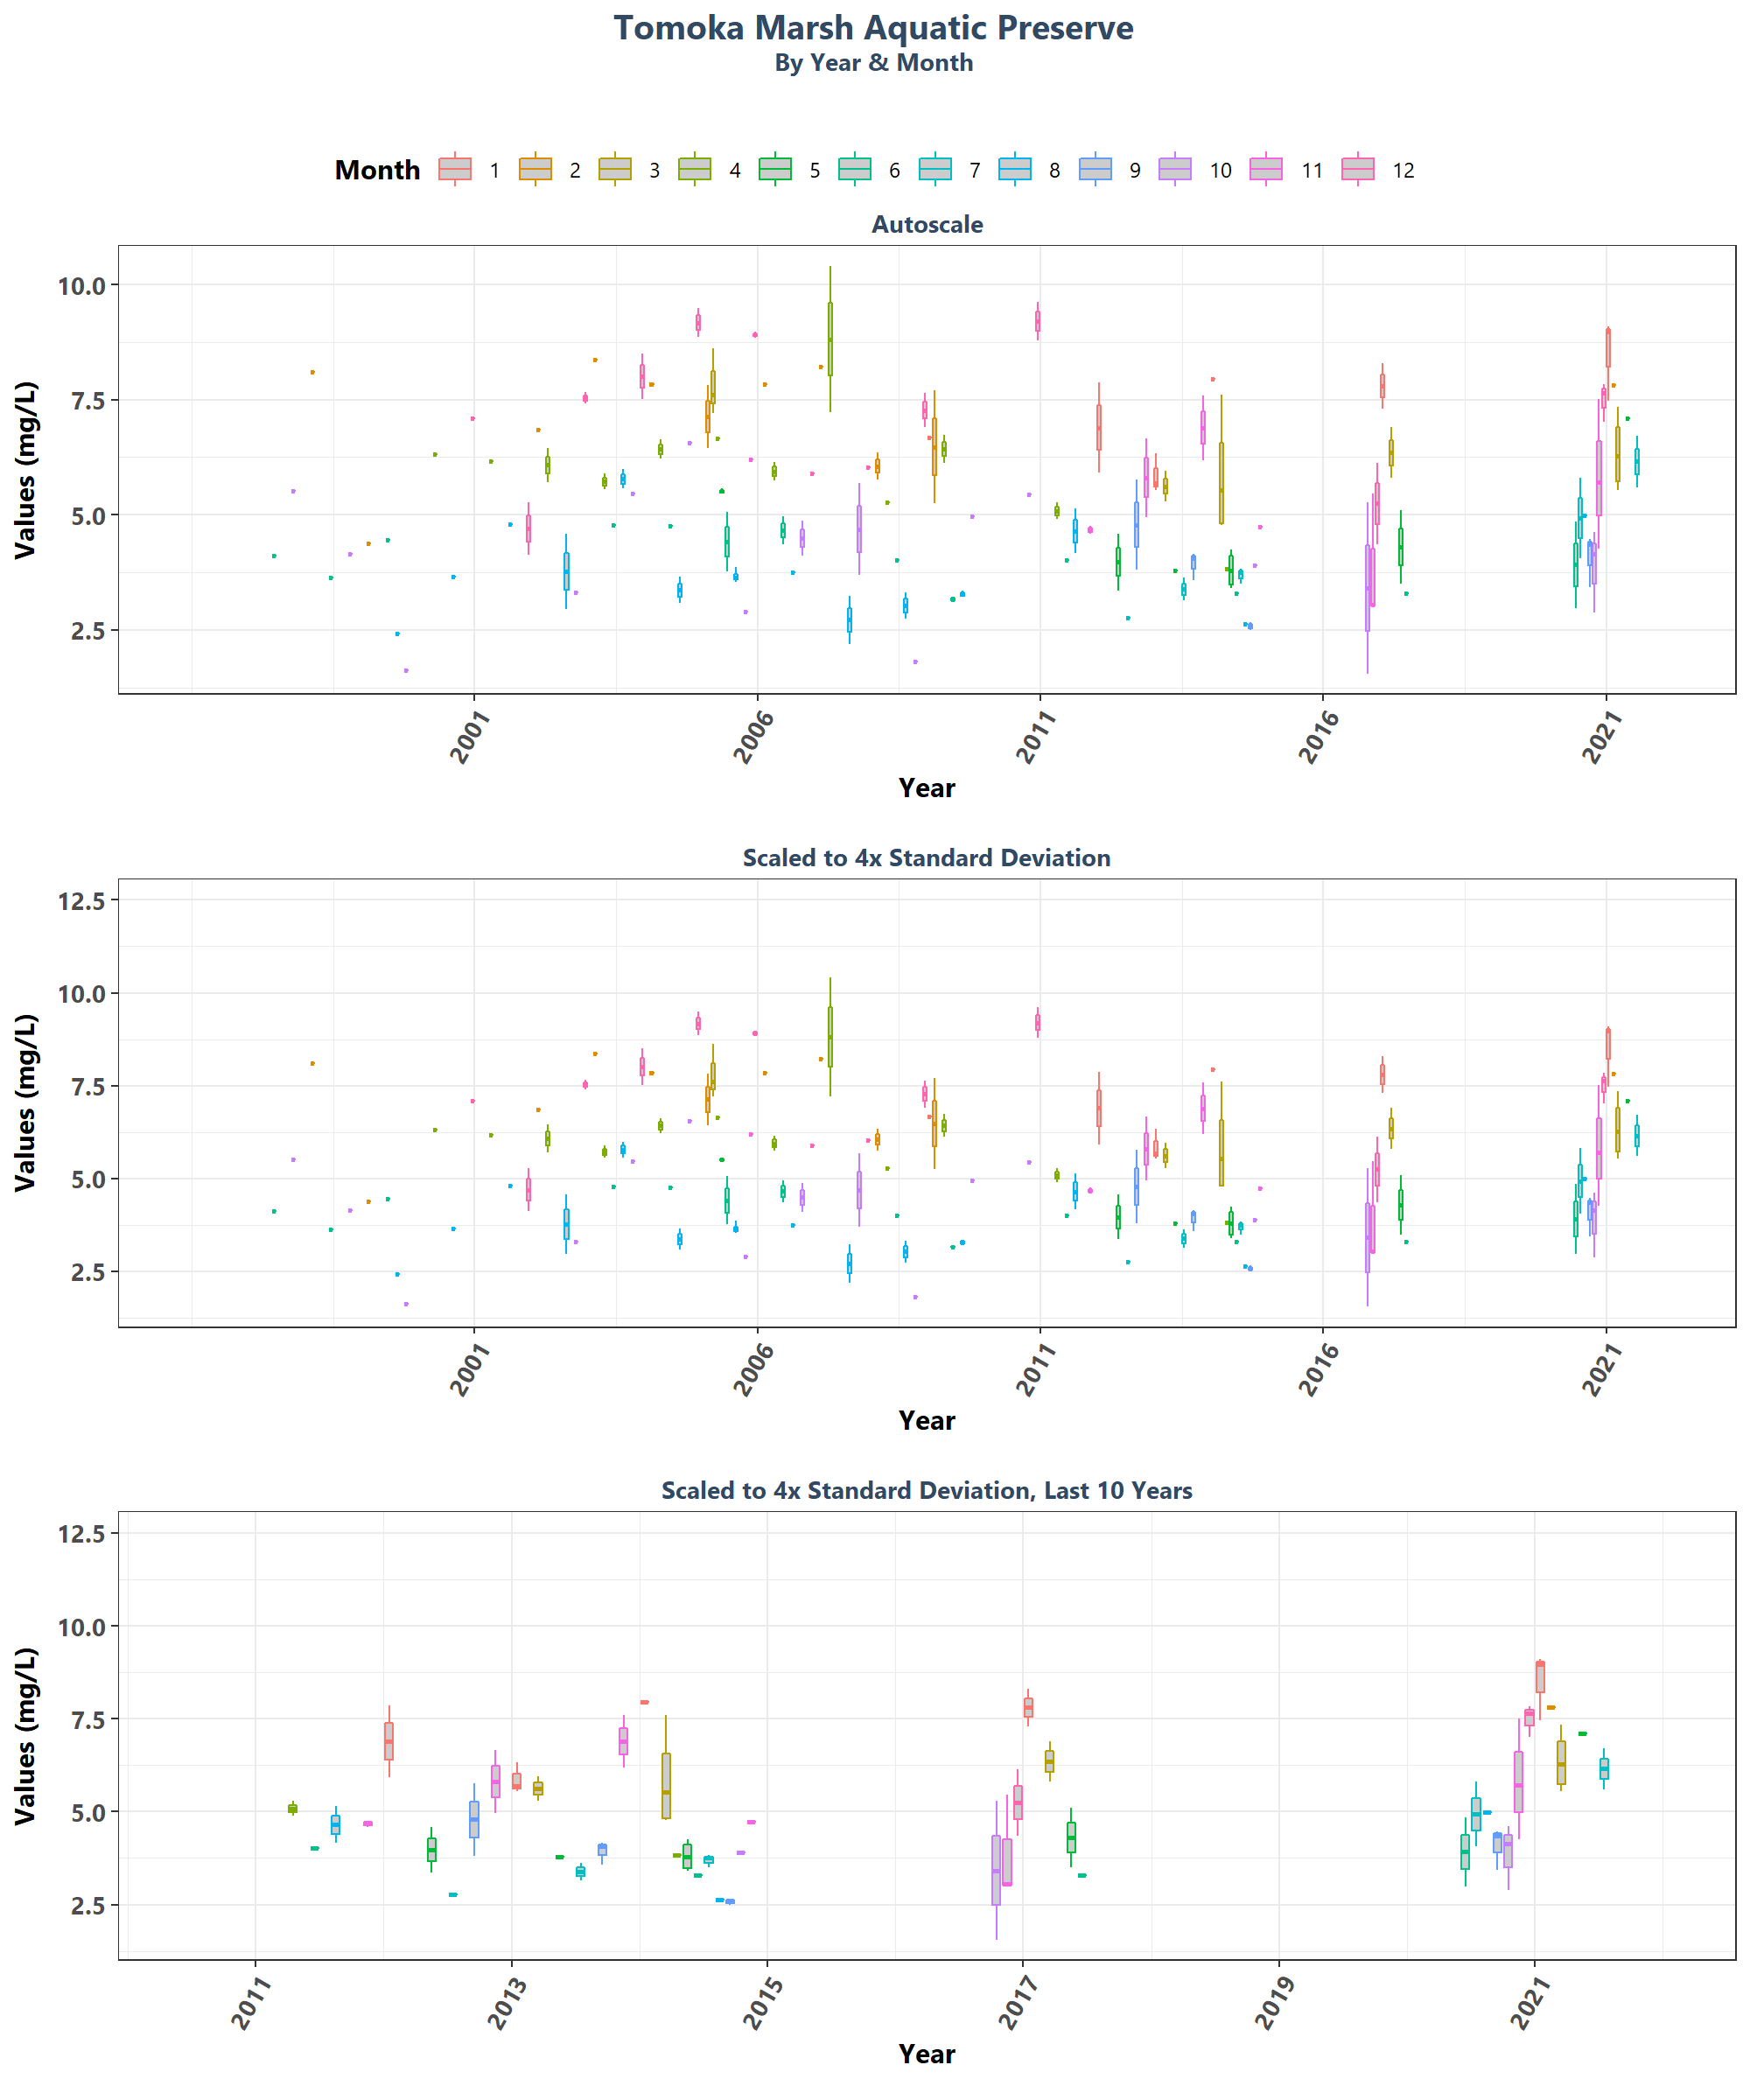 Tomoka Marsh Aquatic Preserve
By Year & Month
Month 1 2 3 4 5 6 7 8 9 10 11 12
Autoscale
Values (mg/L)
10.0
7.5
5.0
2.5
2001 2006 2011 2016 2021
Year
Scaled to 4x Standard Deviation
Values (mg/L)
12.5
10.0
7.5
5.0
2.5
2001 2006 2011 2016 2021
Year
Scaled to 4x Standard Deviation, Last 10 Years
Values (mg/L)
12.5
10.0
7.5
5.0
2.5
2011 2013 2015 2017 2019 2021
Year